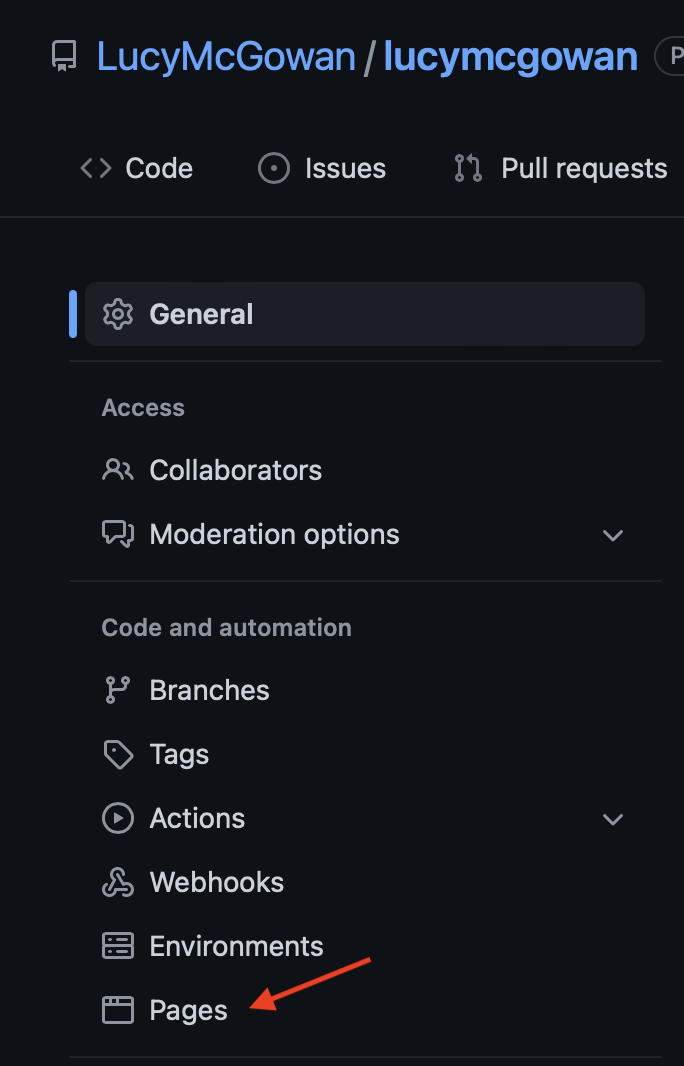 LucyMcGowan / lucymcgowan P
Code Issues Pull requests
General
Access
Collaborators
Moderation options
Code and automation
Branches
Tags
Actions
Webhooks
Environments
Pages